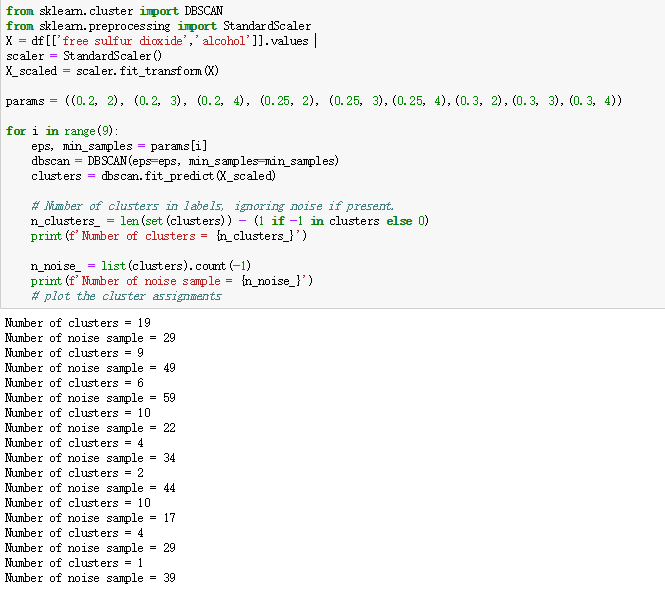 from sklearn.cluster import DBSCAN
from sklearn.preprocessing import StandardScaler
X = df[['free sulfur dioxide','alcohol']].values
scaler = StandardScaler()
X_scaled = scaler.fit_transform(X)
params = ((0.2, 2), (0.2, 3), (0.2, 4), (0.25, 2), (0.25, 3),(0.25, 4),(0.3, 2),(0.3, 3),(0.3, 4))
for i in range(9):
    eps, min_samples = params[i]
    dbscan = DBSCAN(eps=eps, min_samples=min_samples)
    clusters = dbscan.fit_predict(X_scaled)
    # Number of clusters in labels, ignoring noise if present.
    n_clusters_ = len(set(clusters)) - (1 if -1 in clusters else 0)
    print(f'Number of clusters = {n_clusters_}')
    n_noise_ = list(clusters).count(-1)
    print(f'Number of noise sample = {n_noise_}')
    # plot the cluster assignments
Number of clusters = 19
Number of noise sample = 29
Number of clusters = 9
Number of noise sample = 49
Number of clusters = 6
Number of noise sample = 59
Number of clusters = 10
Number of noise sample = 22
Number of clusters = 4
Number of noise sample = 34
Number of clusters = 2
Number of noise sample = 44
Number of clusters = 10
Number of noise sample = 17
Number of clusters = 4
Number of noise sample = 29
Number of clusters = 1
Number of noise sample = 39